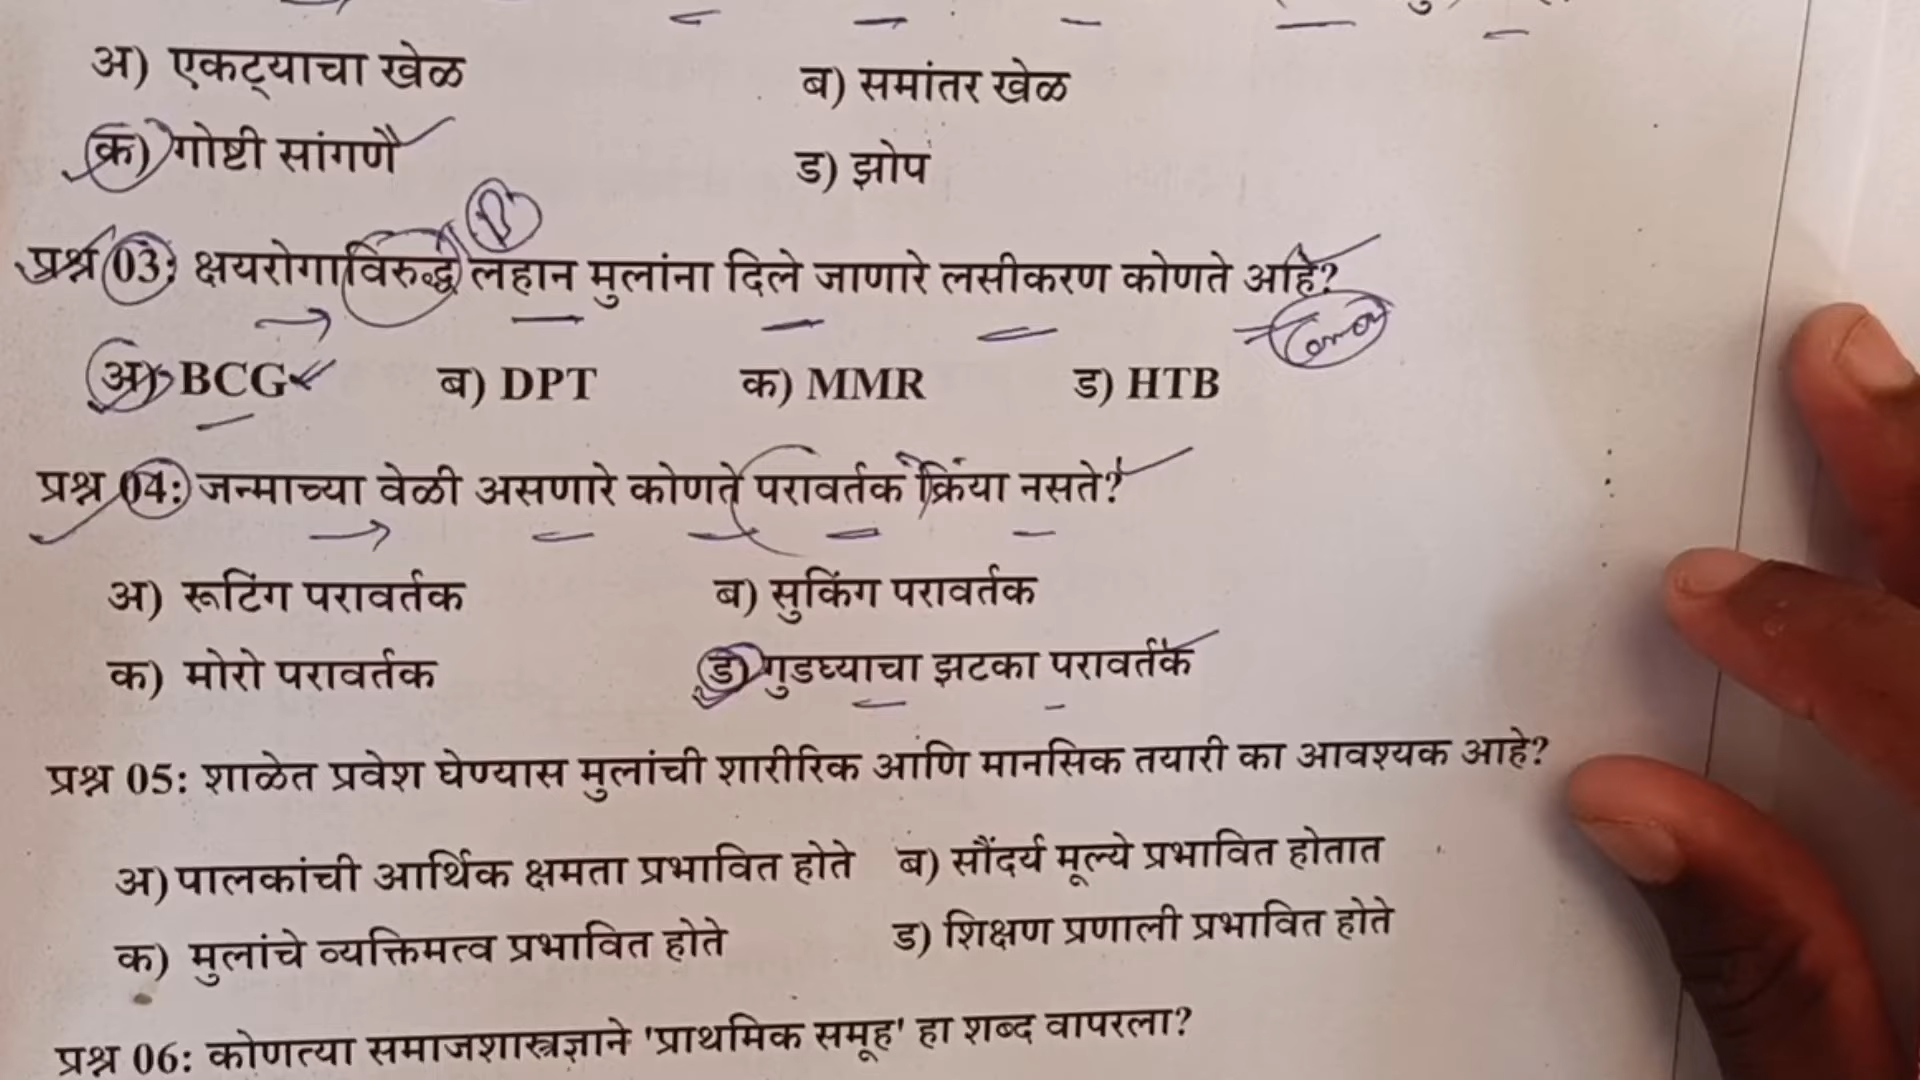 अ) एकट्याचा खेळ
ब) समांतर खेळ
क) गोष्टी सांगणे
ड) झोप
प्रश्न 03: क्षयरोगाविरुद्ध लहान मुलांना दिले जाणारे लसीकरण कोणते आहे?
अ) BCG ब) DPT क) MMR ड) HTB
प्रश्न 04: जन्माच्या वेळी असणारे कोणते परावर्तक क्रिया नसते?
अ) रूटिंग परावर्तक ब) सुकिंग परावर्तक
क) मोरो परावर्तक ड) गुडघ्याचा झटका परावर्तक
प्रश्न 05: शाळेत प्रवेश घेण्यास मुलांची शारीरिक आणि मानसिक तयारी का आवश्यक आहे?
अ) पालकांची आर्थिक क्षमता प्रभावित होते ब) सौंदर्य मूल्ये प्रभावित होतात
क) मुलांचे व्यक्तिमत्व प्रभावित होते ड) शिक्षण प्रणाली प्रभावित होते
प्रश्न 06: कोणत्या समाजशास्त्रज्ञाने 'प्राथमिक समूह' हा शब्द वापरला?